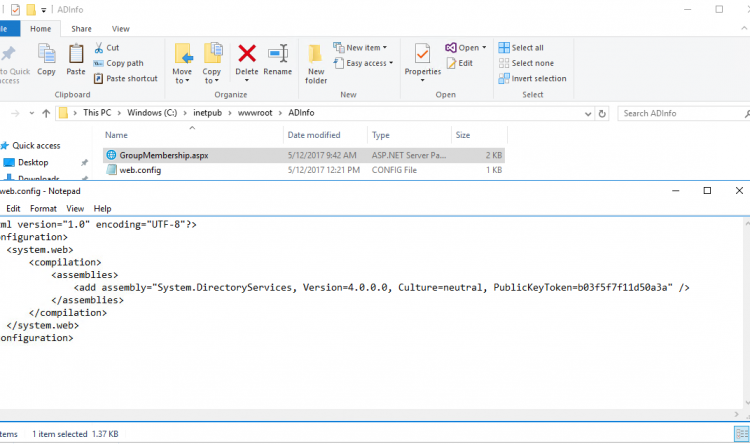 ADInfo
File Home Share View
Cut
Copy path
Paste shortcut
to Quick
access
Copy
Paste
Clipboard
Move
to
Copy
to
Delete
Rename
Organize
New
folder
New item
Easy access
New
Properties
Open
Edit
Open
Select all
Select none
Invert selection
Select
This PC > Windows (C:) > inetpub > wwwroot > ADInfo
Search ADInfo
Quick access
Desktop
Downloads
Name Date modified Type Size
GroupMembership.aspx 5/12/2017 9:42 AM ASP.NET Server Pa... 2 KB
web.config 5/12/2017 12:21 PM CONFIG File 1 KB
web.config - Notepad
Edit Format View Help
ml version="1.0" encoding="UTF-8"?>
onfiguration>
<system.web>
<compilation>
<assemblies>
<add assembly="System.DirectoryServices, Version=4.0.0.0, Culture=neutral, PublicKeyToken=b03f5f7f11d50a3a" />
</assemblies>
</compilation>
</system.web>
onfiguration>
tems 1 item selected 1.37 KB